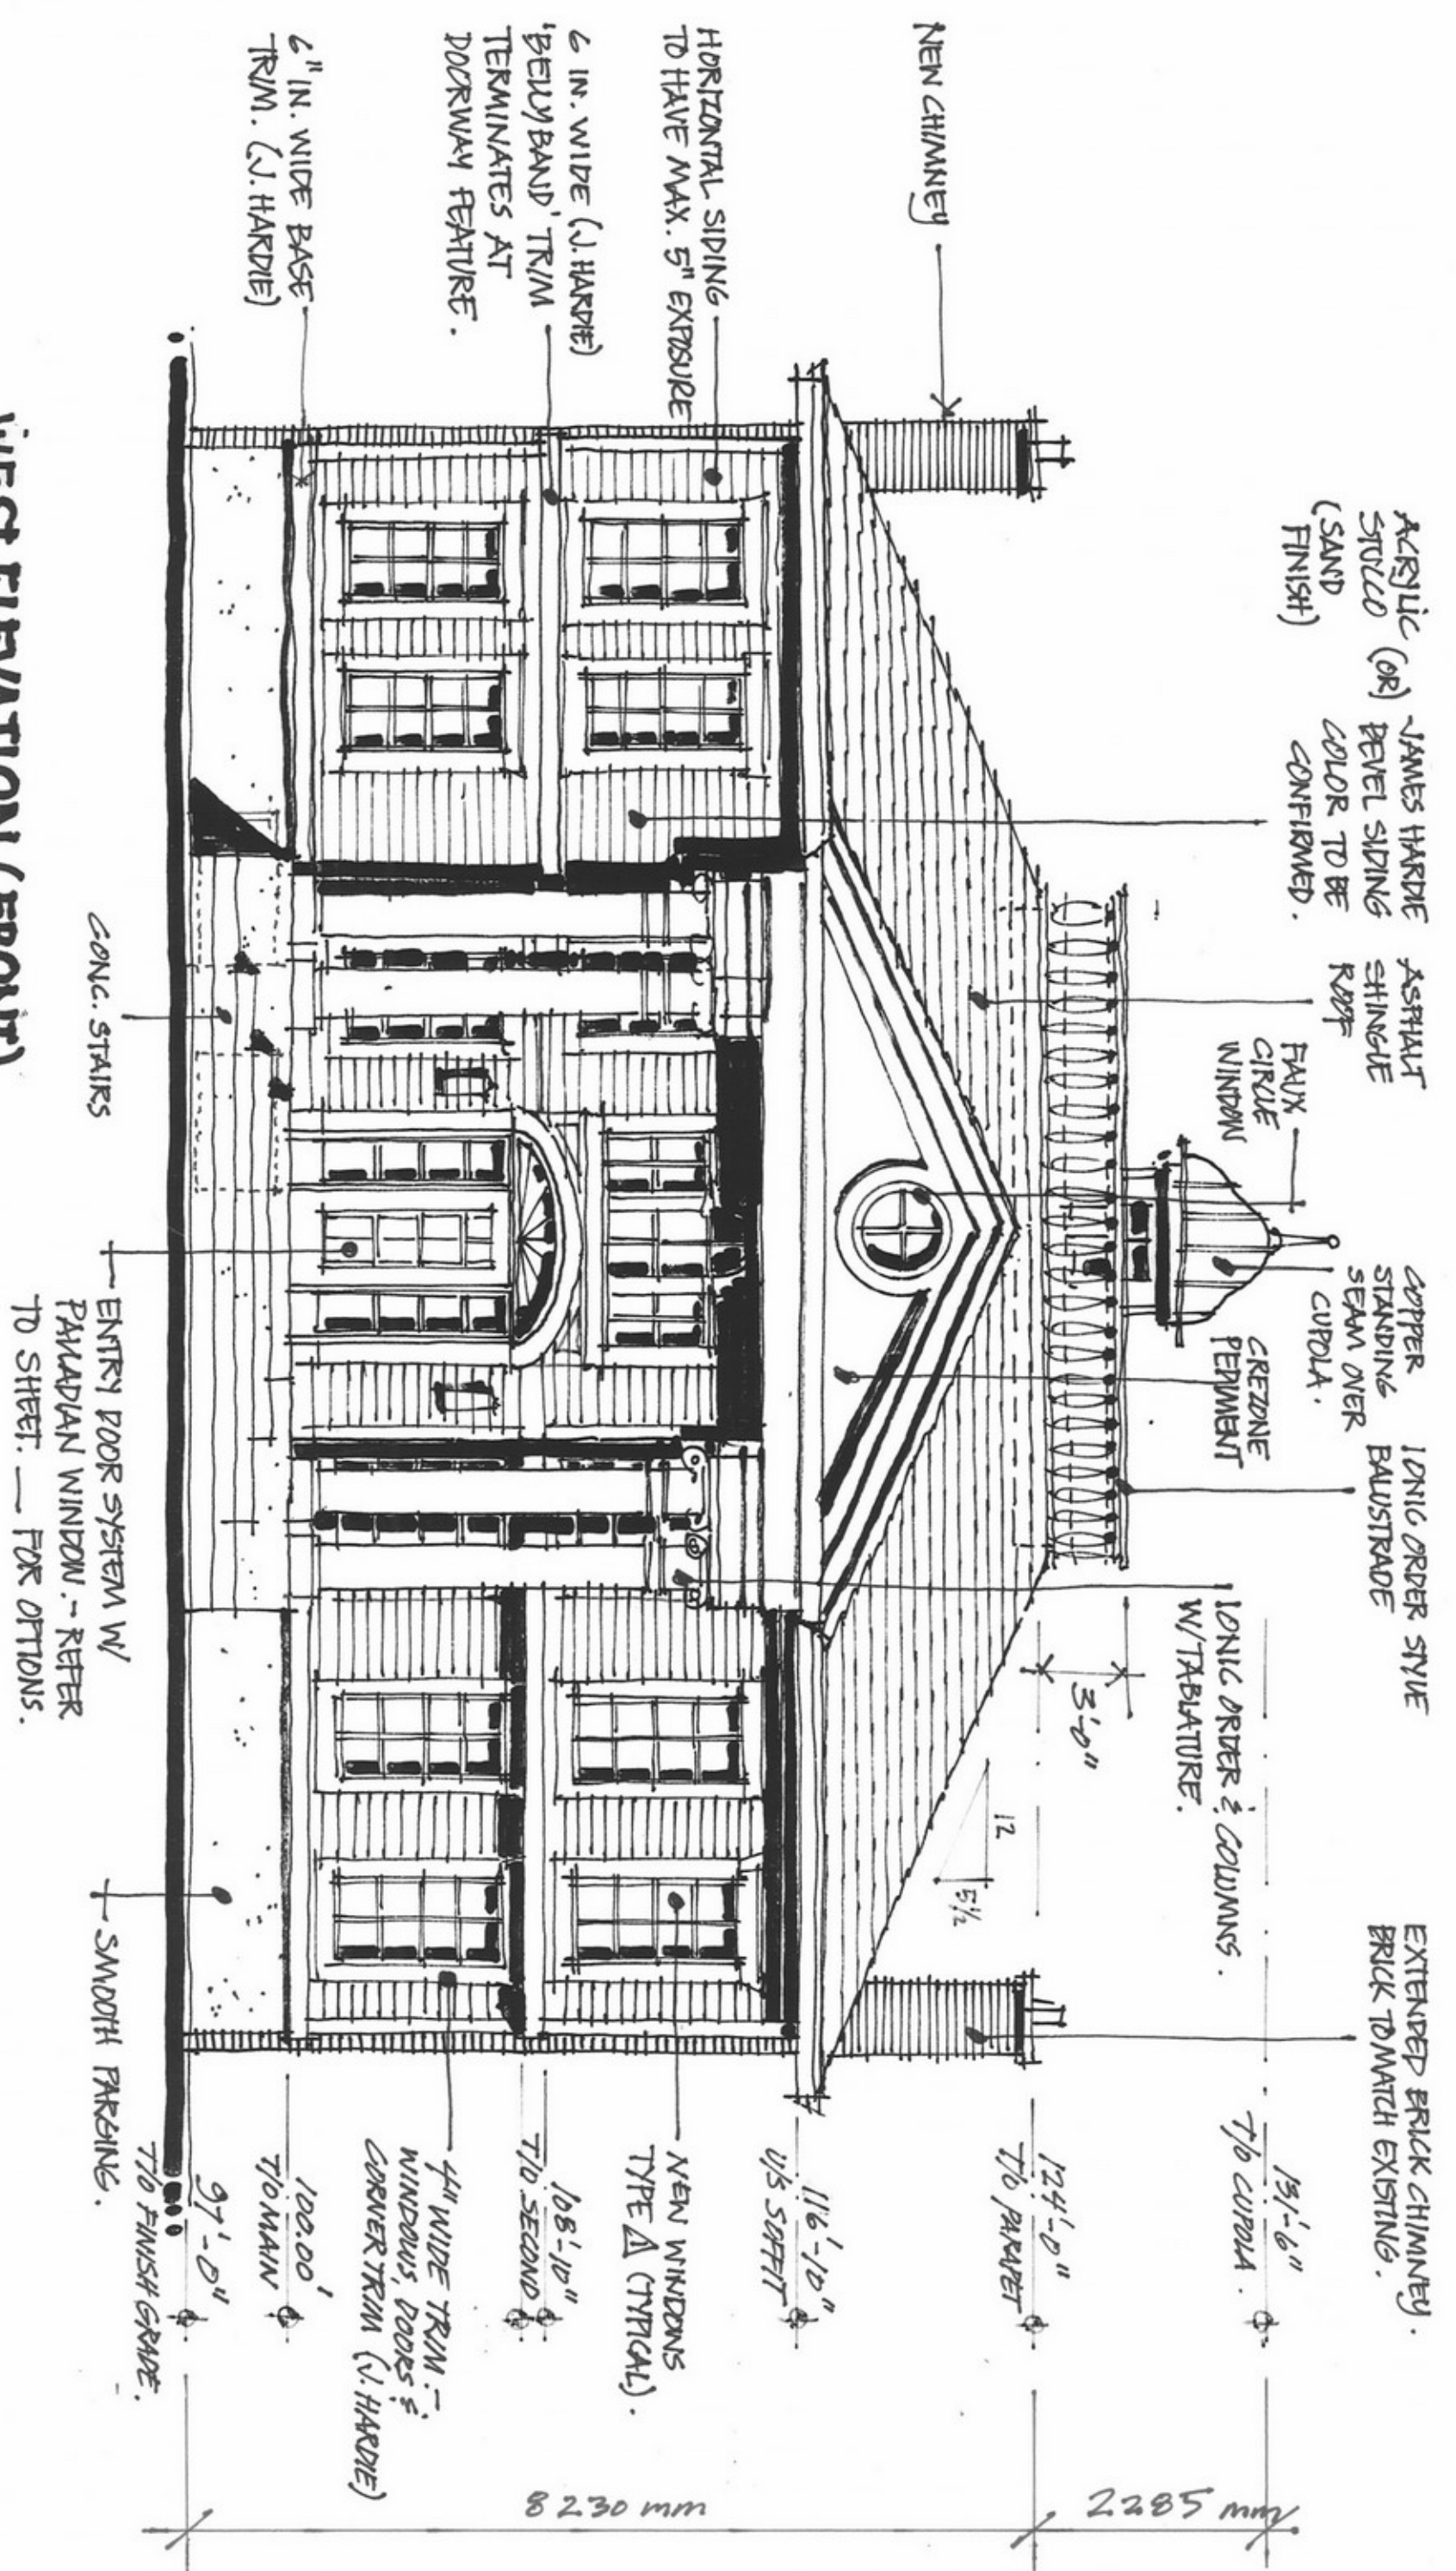 NEW CHIMNEY
HORIZONTAL SIDING
TO HAVE MAX. 5" EXPOSURE
6 IN. WIDE (J. HARDIE)
'BELLYBAND' TRIM
TERMINATES AT
DOORWAY FEATURE.
6" IN. WIDE BASE
TRIM. (J. HARDIE)
ACRYLIC
STUCCO (OR)
(SAND
FINISH)
JAMES HARDIE
BEVEL SIDING
COLOR TO BE
CONFIRMED.
ASPHALT
SHINGLE
ROOF
FAUX
CIRCLE
WINDOW
COPPER
STANDING
SEAM OVER
CUPOLA.
CREZONE
PEDIMENT
IONIC ORDER STYLE
BALUSTRADE
IONIC ORDER & COLUMNS.
W/TABLATURE.
3'-0"
12
5½
EXTENDED BRICK CHIMNEY.
BRICK TO MATCH EXISTING.
131'-6"
T/O CUPOLA.
124'-0"
T/O PARAPET
116'-10"
U/S SOFFIT
NEW WINDOWS
TYPE A (TYPICAL).
108'-10"
T/O SECOND
4" WIDE TRIM.-
WINDOWS, DOORS &
CORNER TRIM (J. HARDIE)
100.00'
T/O MAIN
97'-0"
T/O FINISH GRADE.
2285 mm
8230 mm
CONC. STAIRS
ENTRY DOOR SYSTEM W
PALLADIAN WINDOW.- REFER
TO SHEET. — FOR OPTIONS.
SMOOTH PARGING.
WEST ELEVATION (FRONT)